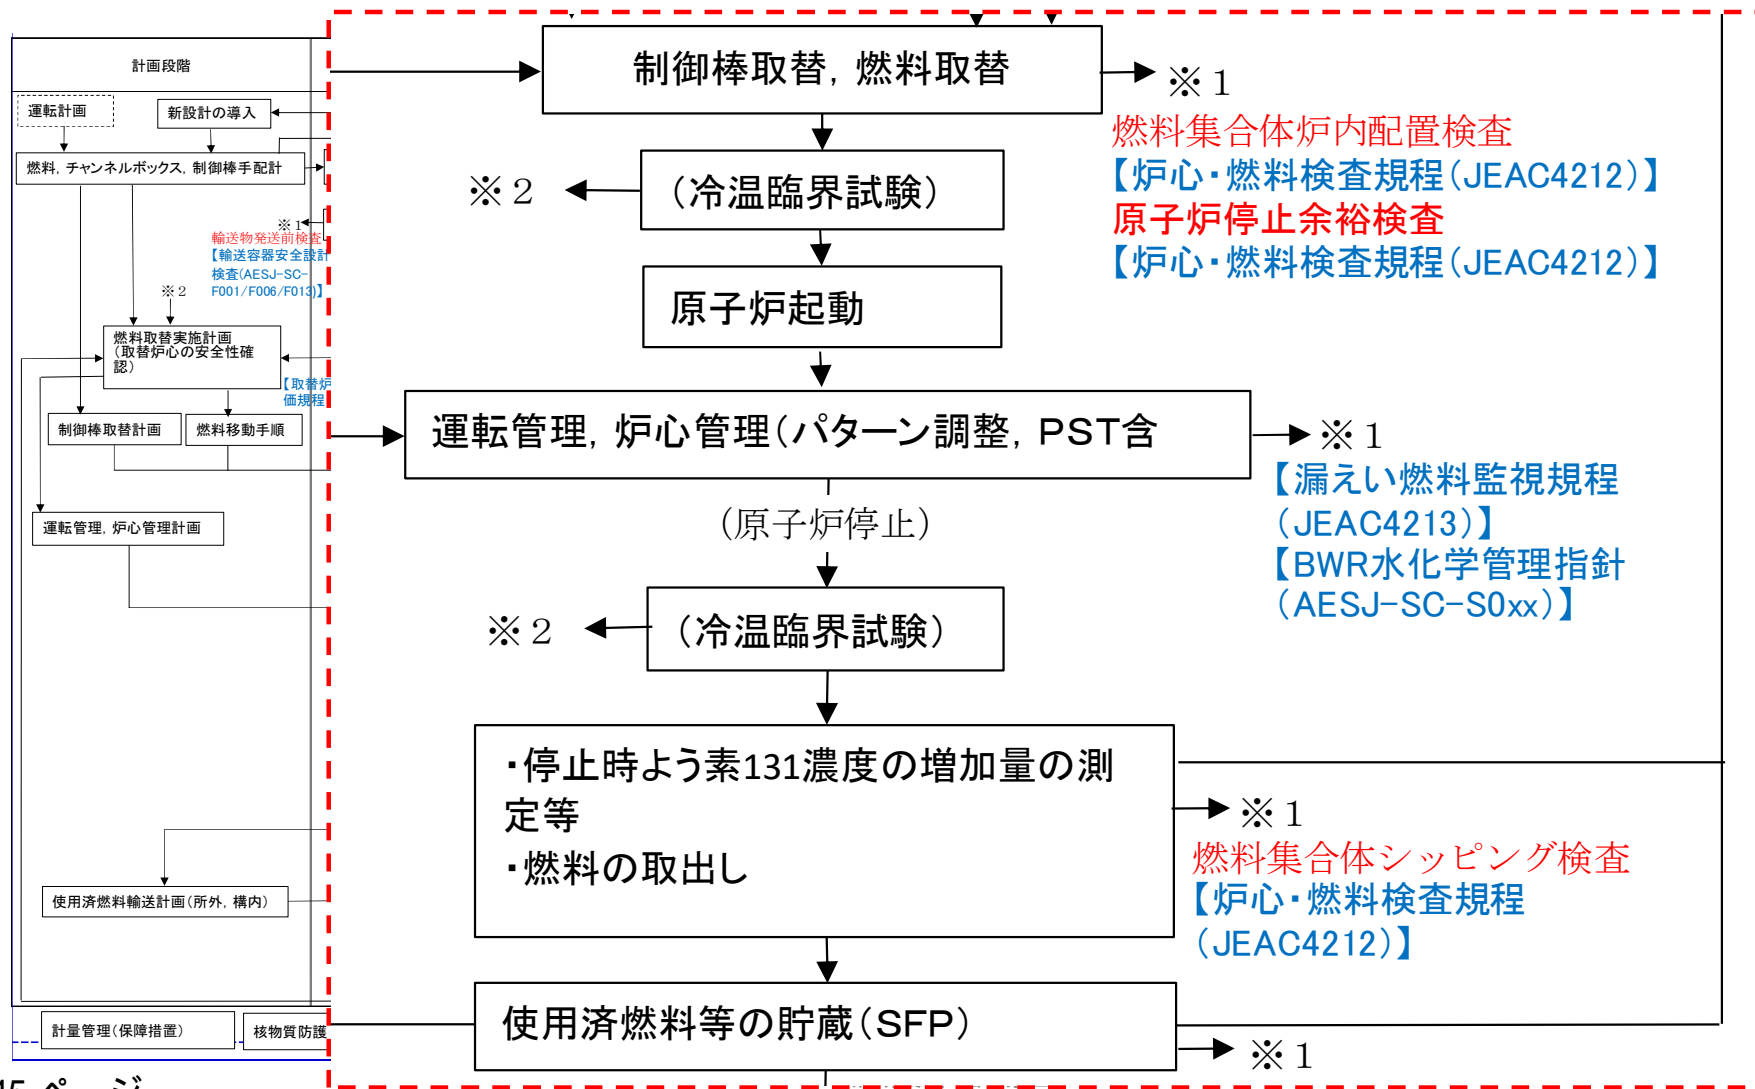 計画段階
運転計画
新設計の導入
燃料，チャンネルボックス，制御棒手配計
※1
輸送物発送前検査
【輸送容器安全設計
検査(AESJ-SC-
F001/F006/F013)】
※2
燃料取替実施計画
（取替炉心の安全性確
認）
【取替炉
価規程
制御棒取替計画
燃料移動手順
運転管理，炉心管理計画
使用済燃料輸送計画（所外，構内）
計量管理（保障措置）
核物質防護
ページ
制御棒取替，燃料取替
※１
燃料集合体炉内配置検査
【炉心・燃料検査規程（JEAC4212）】
原子炉停止余裕検査
【炉心・燃料検査規程（JEAC4212）】
※２
（冷温臨界試験）
原子炉起動
運転管理，炉心管理（パターン調整，PST含
※１
【漏えい燃料監視規程
（JEAC4213）】
【BWR水化学管理指針
（AESJ-SC-S0xx）】
（原子炉停止）
※２
（冷温臨界試験）
・停止時よう素131濃度の増加量の測
定等
・燃料の取出し
※１
燃料集合体シッピング検査
【炉心・燃料検査規程
（JEAC4212）】
使用済燃料等の貯蔵（SFP）
※１